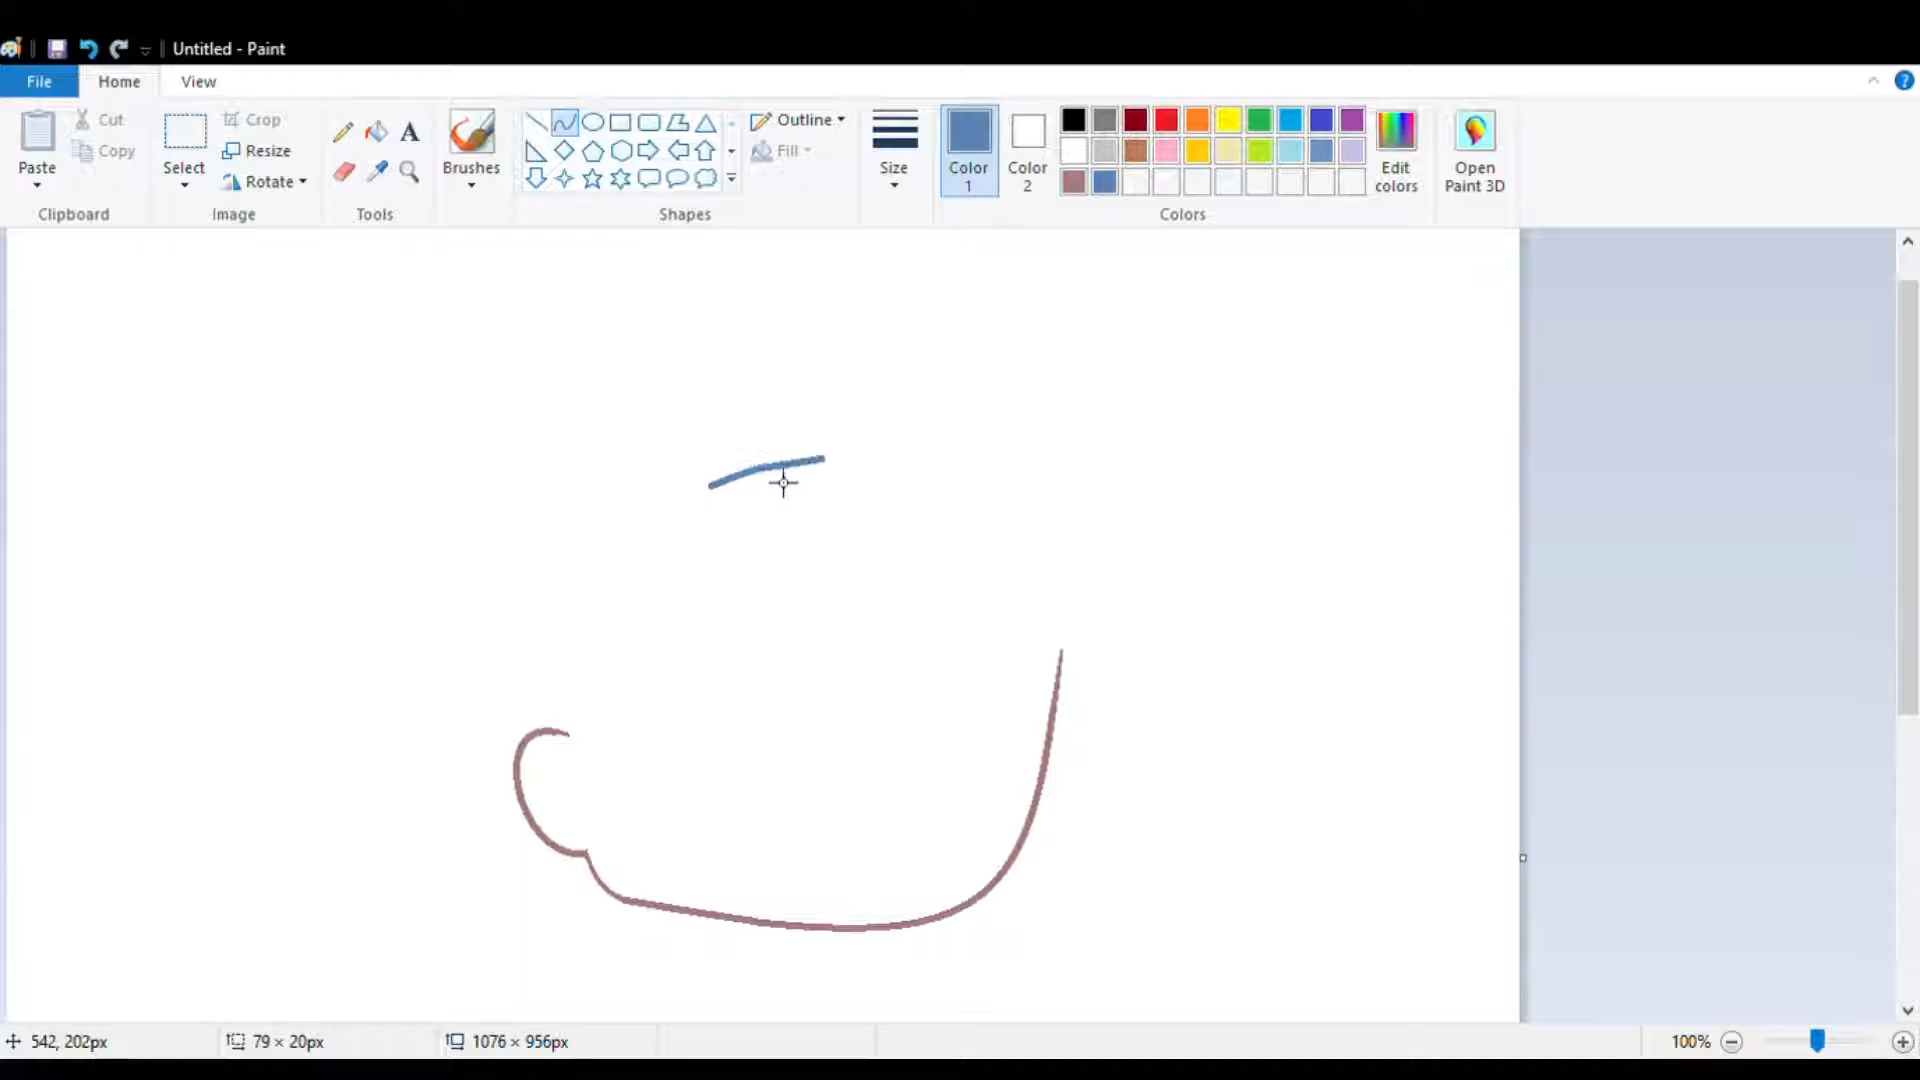 Untitled - Paint
File Home View
Paste
Cut
Copy
Clipboard
Select
Crop
Resize
Rotate
Image
A
Tools
Brushes
Shapes
Outline
Fill
Size
Color 1
Color 2
Edit colors
Colors
Open Paint 3D
542, 202px 79 × 20px 1076 × 956px 100%